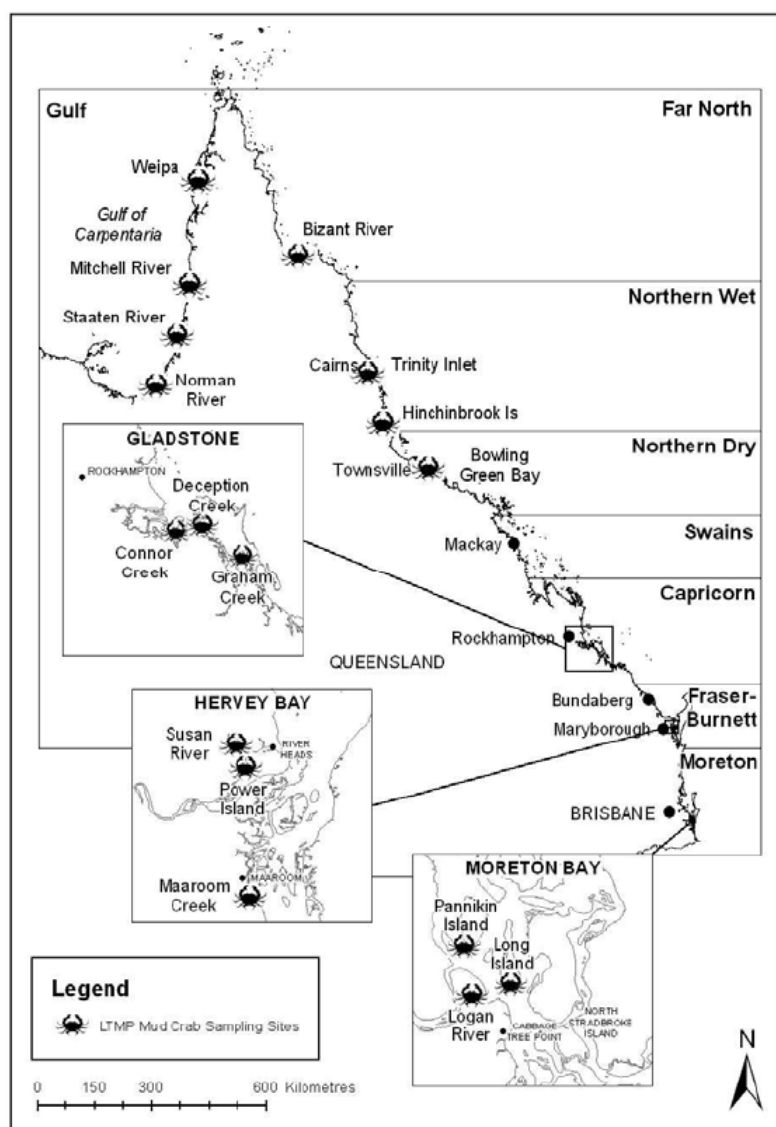 Gulf
Far North
Weipa
Gulf of
Carpentaria
Bizant River
Mitchell River
Northern Wet
Staaten River
Cairns
Trinity Inlet
Norman
River
Hinchinbrook Is
Northern Dry
GLADSTONE
ROCKHAMPTON
Deception
Creek
Connor
Creek
Graham
Creek
Townsville
Bowling
Green Bay
Swains
Mackay
Capricorn
Rockhampton
QUEENSLAND
Fraser-
Burnett
Bundaberg
Maryborough
HERVEY BAY
Susan
River
RIVER
HEADS
Power
Island
Maaroom
Creek
MAAROOM
Moreton
BRISBANE
MORETON BAY
Pannikin
Island
Long
Island
Logan
River
CABBAGE
TREE POINT
NORTH
STRADBROKE
ISLAND
Legend
LTMP Mud Crab Sampling Sites
0 150 300 600 Kilometres
N